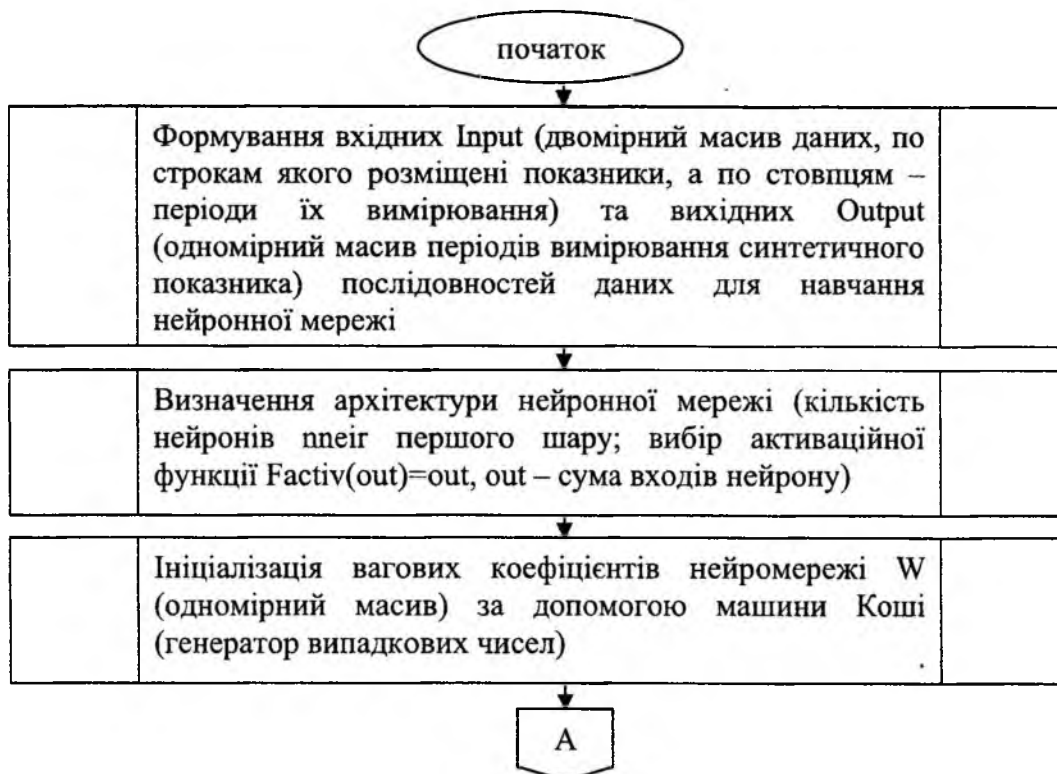 початок
Формування вхідних Input (двомірний масив даних, по
строкам якого розміщені показники, а по стовпцям –
періоди їх вимірювання) та вихідних Output
(одномірний масив періодів вимірювання синтетичного
показника) послідовностей даних для навчання
нейронної мережі
Визначення архітектури нейронної мережі (кількість
нейронів nneir першого шару; вибір активаційної
функції Factiv(out)=out, out – сума входів нейрону)
Ініціалізація вагових коефіцієнтів нейромережі W
(одномірний масив) за допомогою машини Коші
(генератор випадкових чисел)
А